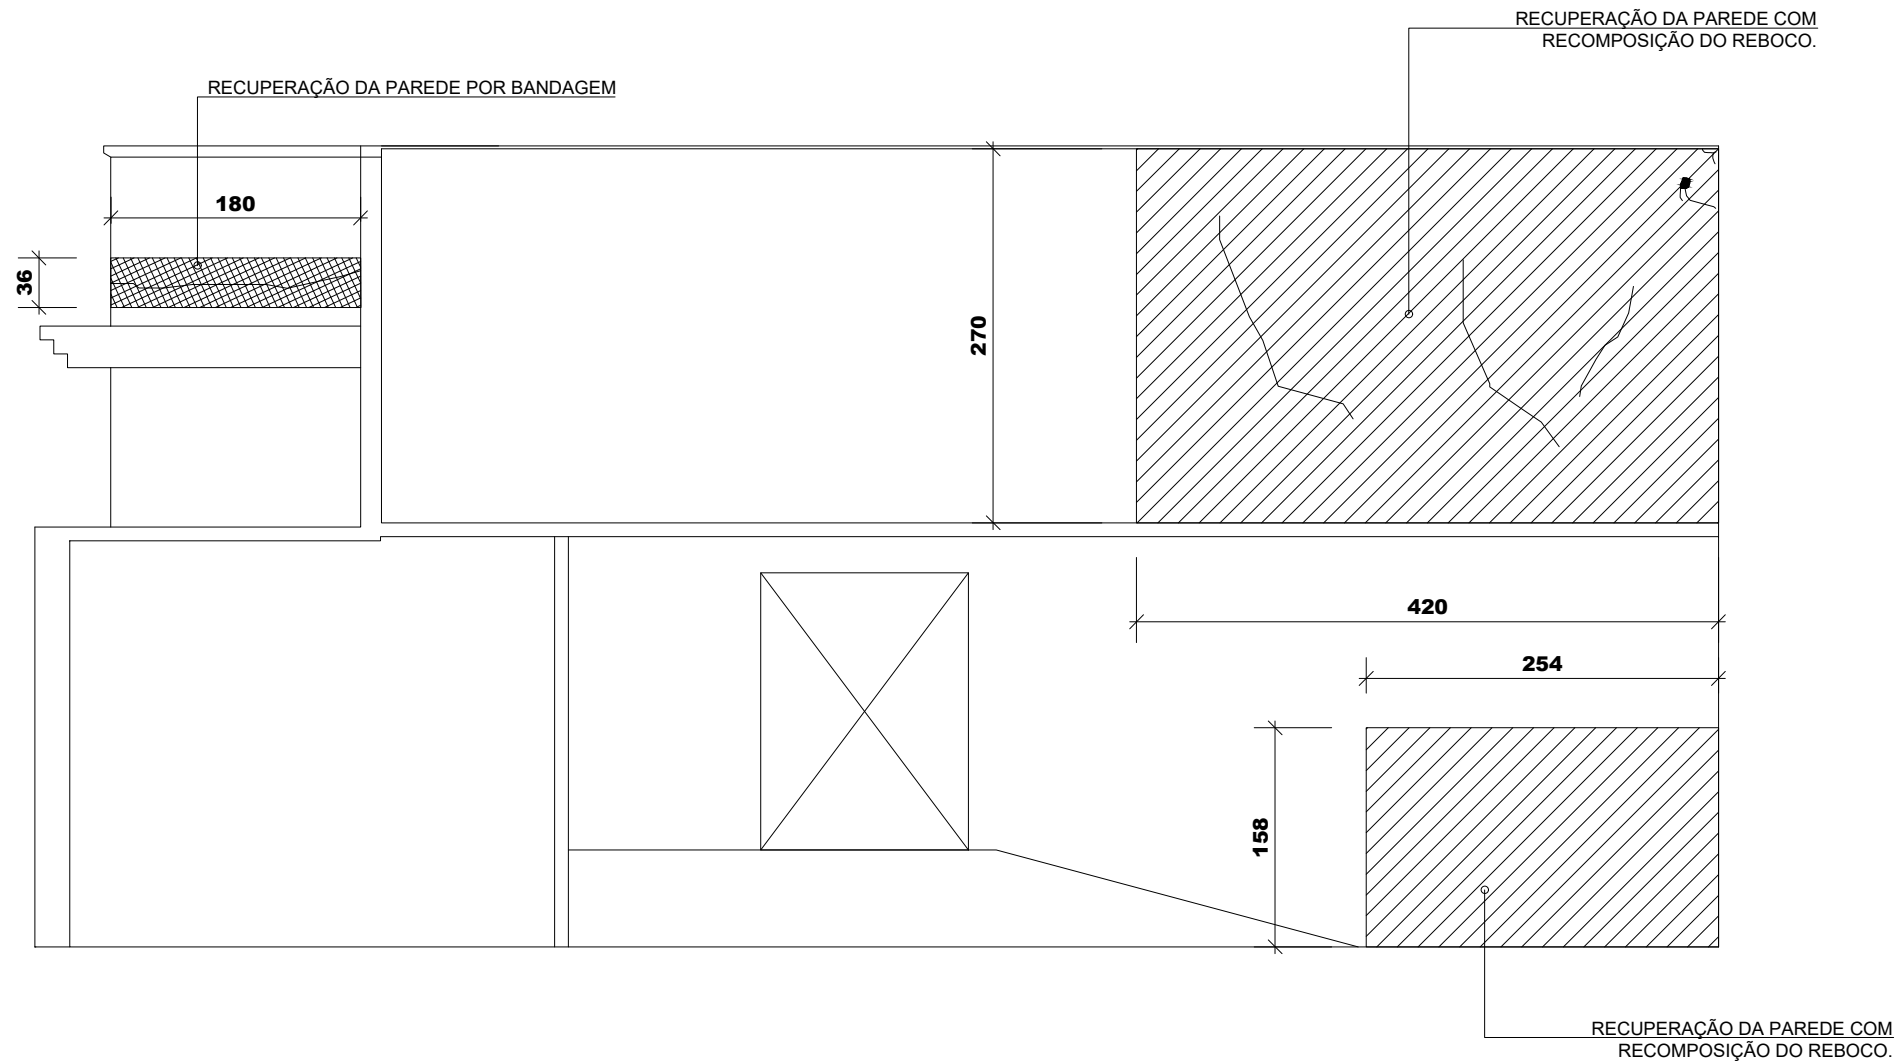 RECUPERAÇÃO DA PAREDE COM
RECOMPOSIÇÃO DO REBOCO.
RECUPERAÇÃO DA PAREDE POR BANDAGEM
180
36
270
420
254
158
RECUPERAÇÃO DA PAREDE COM
RECOMPOSIÇÃO DO REBOCO.